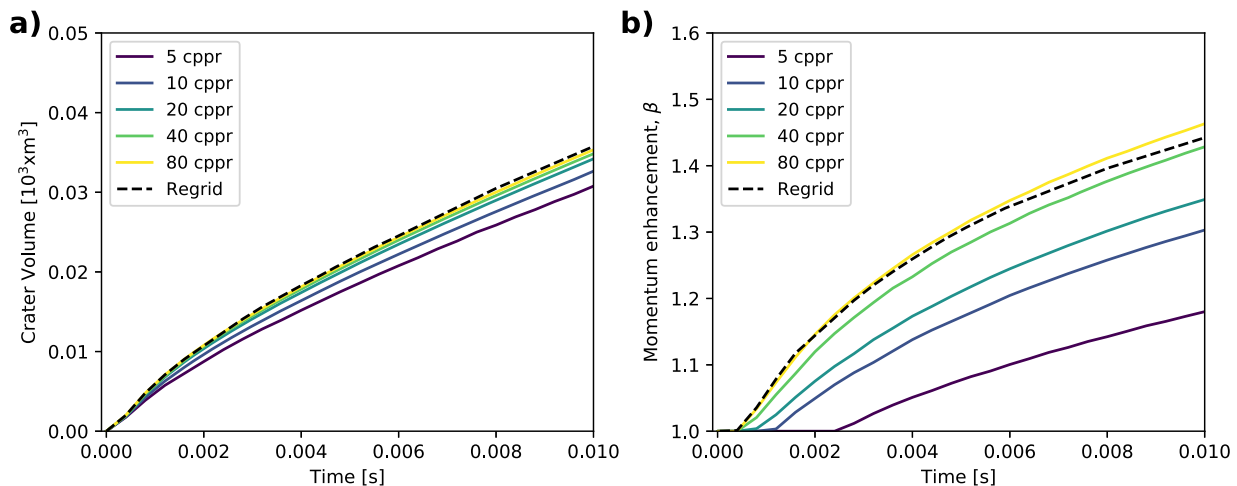 a)
Crater Volume [10³xm³]
0.05
0.04
0.03
0.02
0.01
0.00
5 cppr
10 cppr
20 cppr
40 cppr
80 cppr
Regrid
0.000 0.002 0.004 0.006 0.008 0.010
Time [s]
b)
Momentum enhancement, β
1.6
1.5
1.4
1.3
1.2
1.1
1.0
5 cppr
10 cppr
20 cppr
40 cppr
80 cppr
Regrid
0.000 0.002 0.004 0.006 0.008 0.010
Time [s]